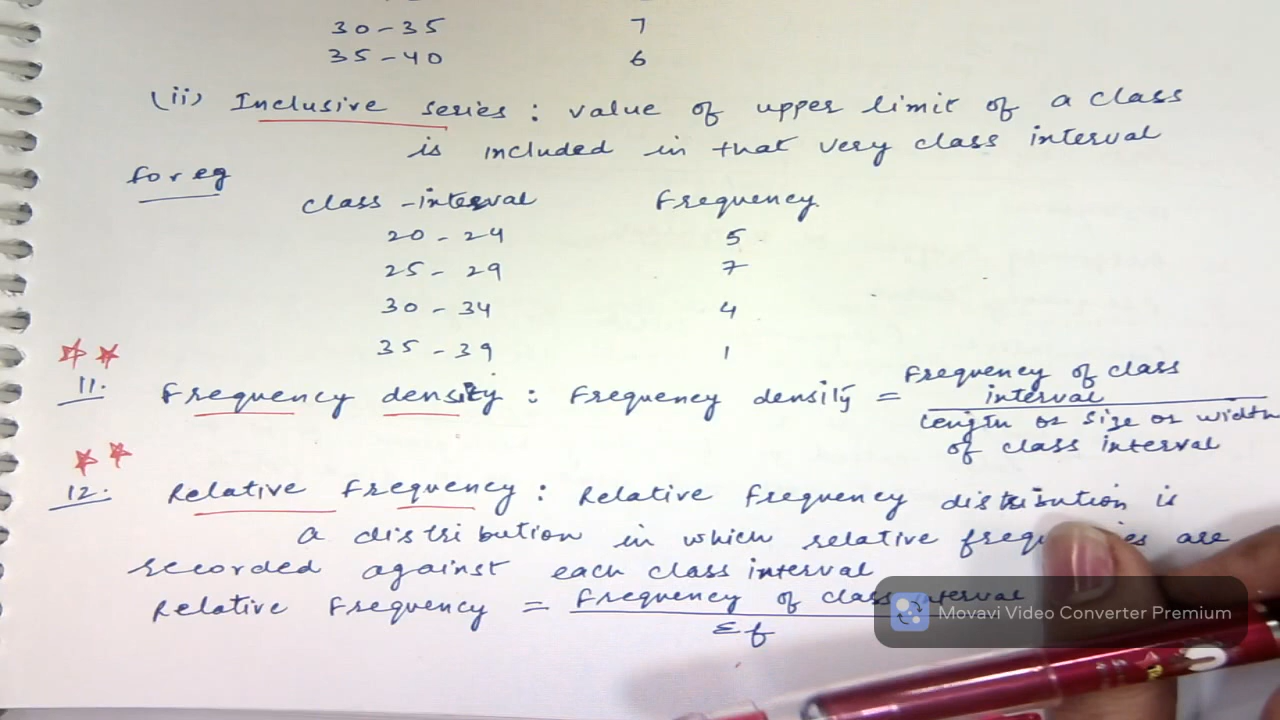 30-35 7
35-40 6
(ii) Inclusive series: value of upper limit of a class
is included in that very class interval
for eg
class-interval Frequency
20-24 5
25-29 7
30-34 4
35-39 1
11. Frequency density: Frequency density = Frequency of class
interval
Length or size or width
of class interval
12. Relative Frequency: Relative frequency distribution is
a distribution in which relative are
recorded against each class interval
Relative Frequency = Frequency of class interval
Σf
Movavi Video Converter Premium